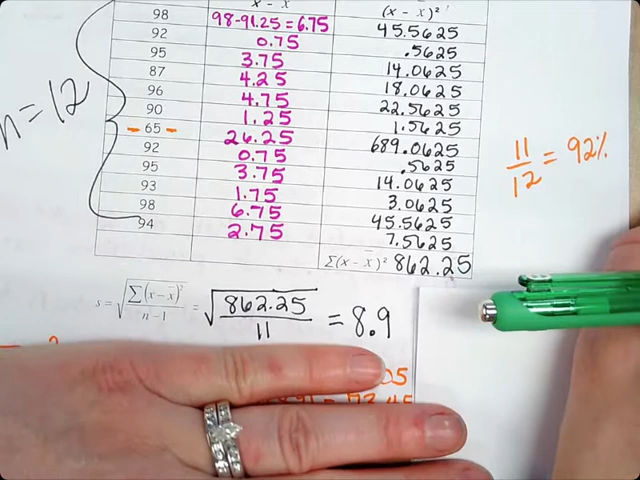 x - x̄ (x - x̄)²
98 98-91.25 = 6.75 45.5625
92 0.75 .5625
95 3.75 14.0625
87 4.25 18.0625
96 4.75 22.5625
90 1.25 1.5625
- 65 - 26.25 689.0625
92 0.75 .5625
95 3.75 14.0625
93 1.75 3.0625
98 6.75 45.5625
94 2.75 7.5625
Σ(x - x̄)² 862.25
n = 12
11/12 = 92%
s = √(Σ(x - x̄)²/(n - 1)) = √(862.25/11) = 8.9
05
= 73.45